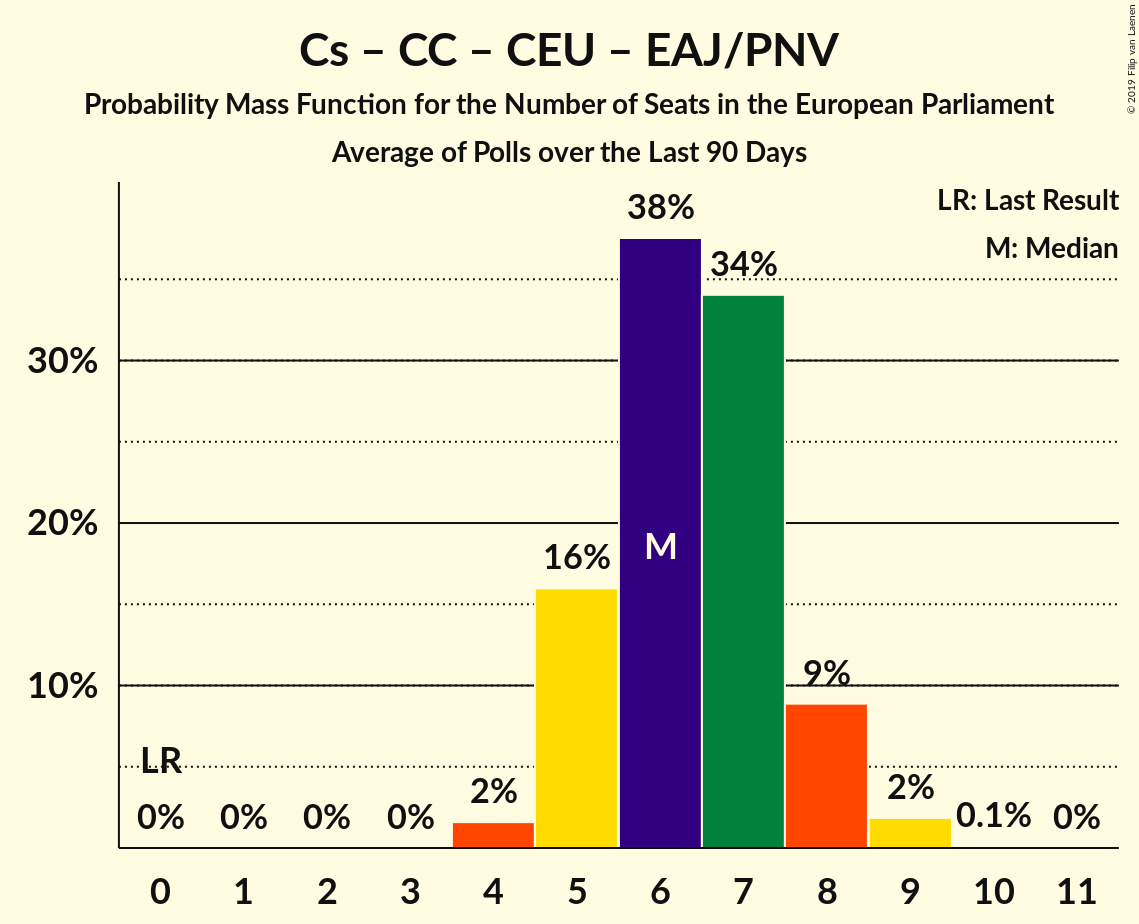 Cs – CC – CEU – EAJ/PNV
Probability Mass Function for the Number of Seats in the European Parliament
Average of Polls over the Last 90 Days
© 2019 Filip van Laenen
LR: Last Result
M: Median
38%
34%
30%
20%
16%
M
10%
9%
LR
2%
2%
0%
0%
0%
0%
0.1%
0%
0 1 2 3 4 5 6 7 8 9 10 11